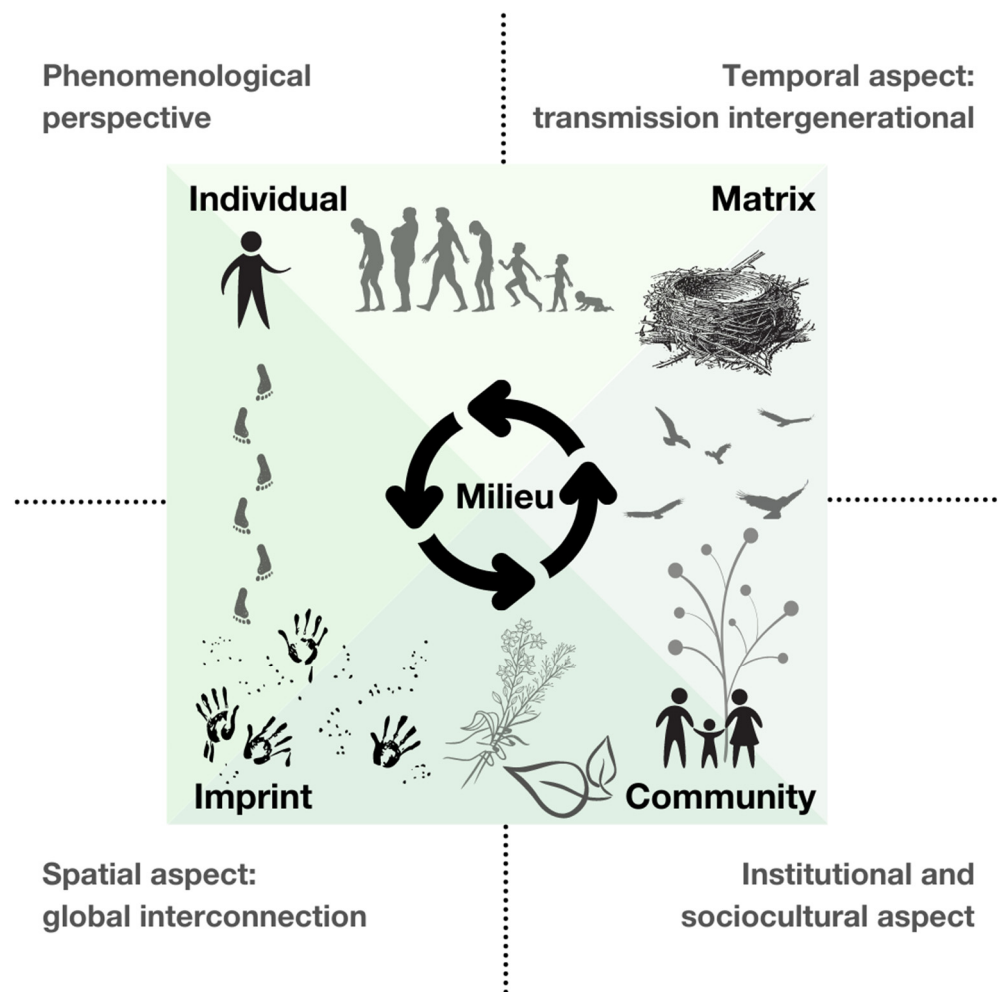 Phenomenological
perspective
Temporal aspect:
transmission intergenerational
Individual
Matrix
Milieu
Imprint
Community
Spatial aspect:
global interconnection
Institutional and
sociocultural aspect